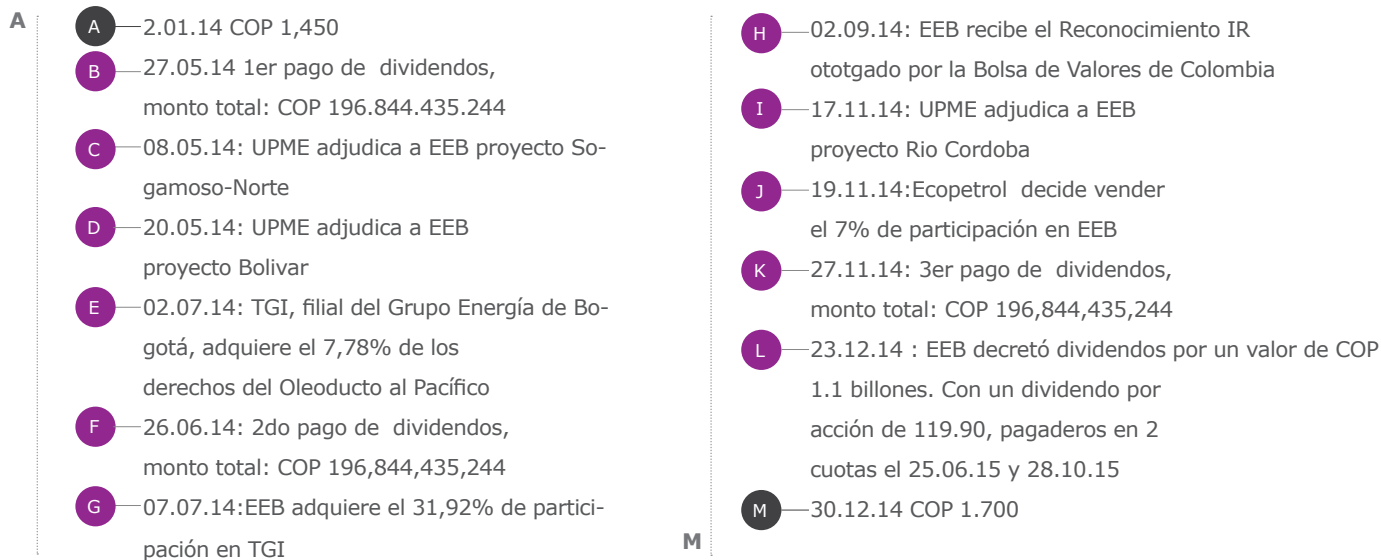 A
A 2.01.14 COP 1,450
B 27.05.14 1er pago de dividendos,
monto total: COP 196.844.435.244
C 08.05.14: UPME adjudica a EEB proyecto So-
gamoso-Norte
D 20.05.14: UPME adjudica a EEB
proyecto Bolivar
E 02.07.14: TGI, filial del Grupo Energía de Bo-
gotá, adquiere el 7,78% de los
derechos del Oleoducto al Pacífico
F 26.06.14: 2do pago de dividendos,
monto total: COP 196,844,435,244
G 07.07.14:EEB adquiere el 31,92% de partici-
pación en TGI
H 02.09.14: EEB recibe el Reconocimiento IR
ototgado por la Bolsa de Valores de Colombia
I 17.11.14: UPME adjudica a EEB
proyecto Rio Cordoba
J 19.11.14:Ecopetrol decide vender
el 7% de participación en EEB
K 27.11.14: 3er pago de dividendos,
monto total: COP 196,844,435,244
L 23.12.14 : EEB decretó dividendos por un valor de COP
1.1 billones. Con un dividendo por
acción de 119.90, pagaderos en 2
cuotas el 25.06.15 y 28.10.15
M 30.12.14 COP 1.700
M